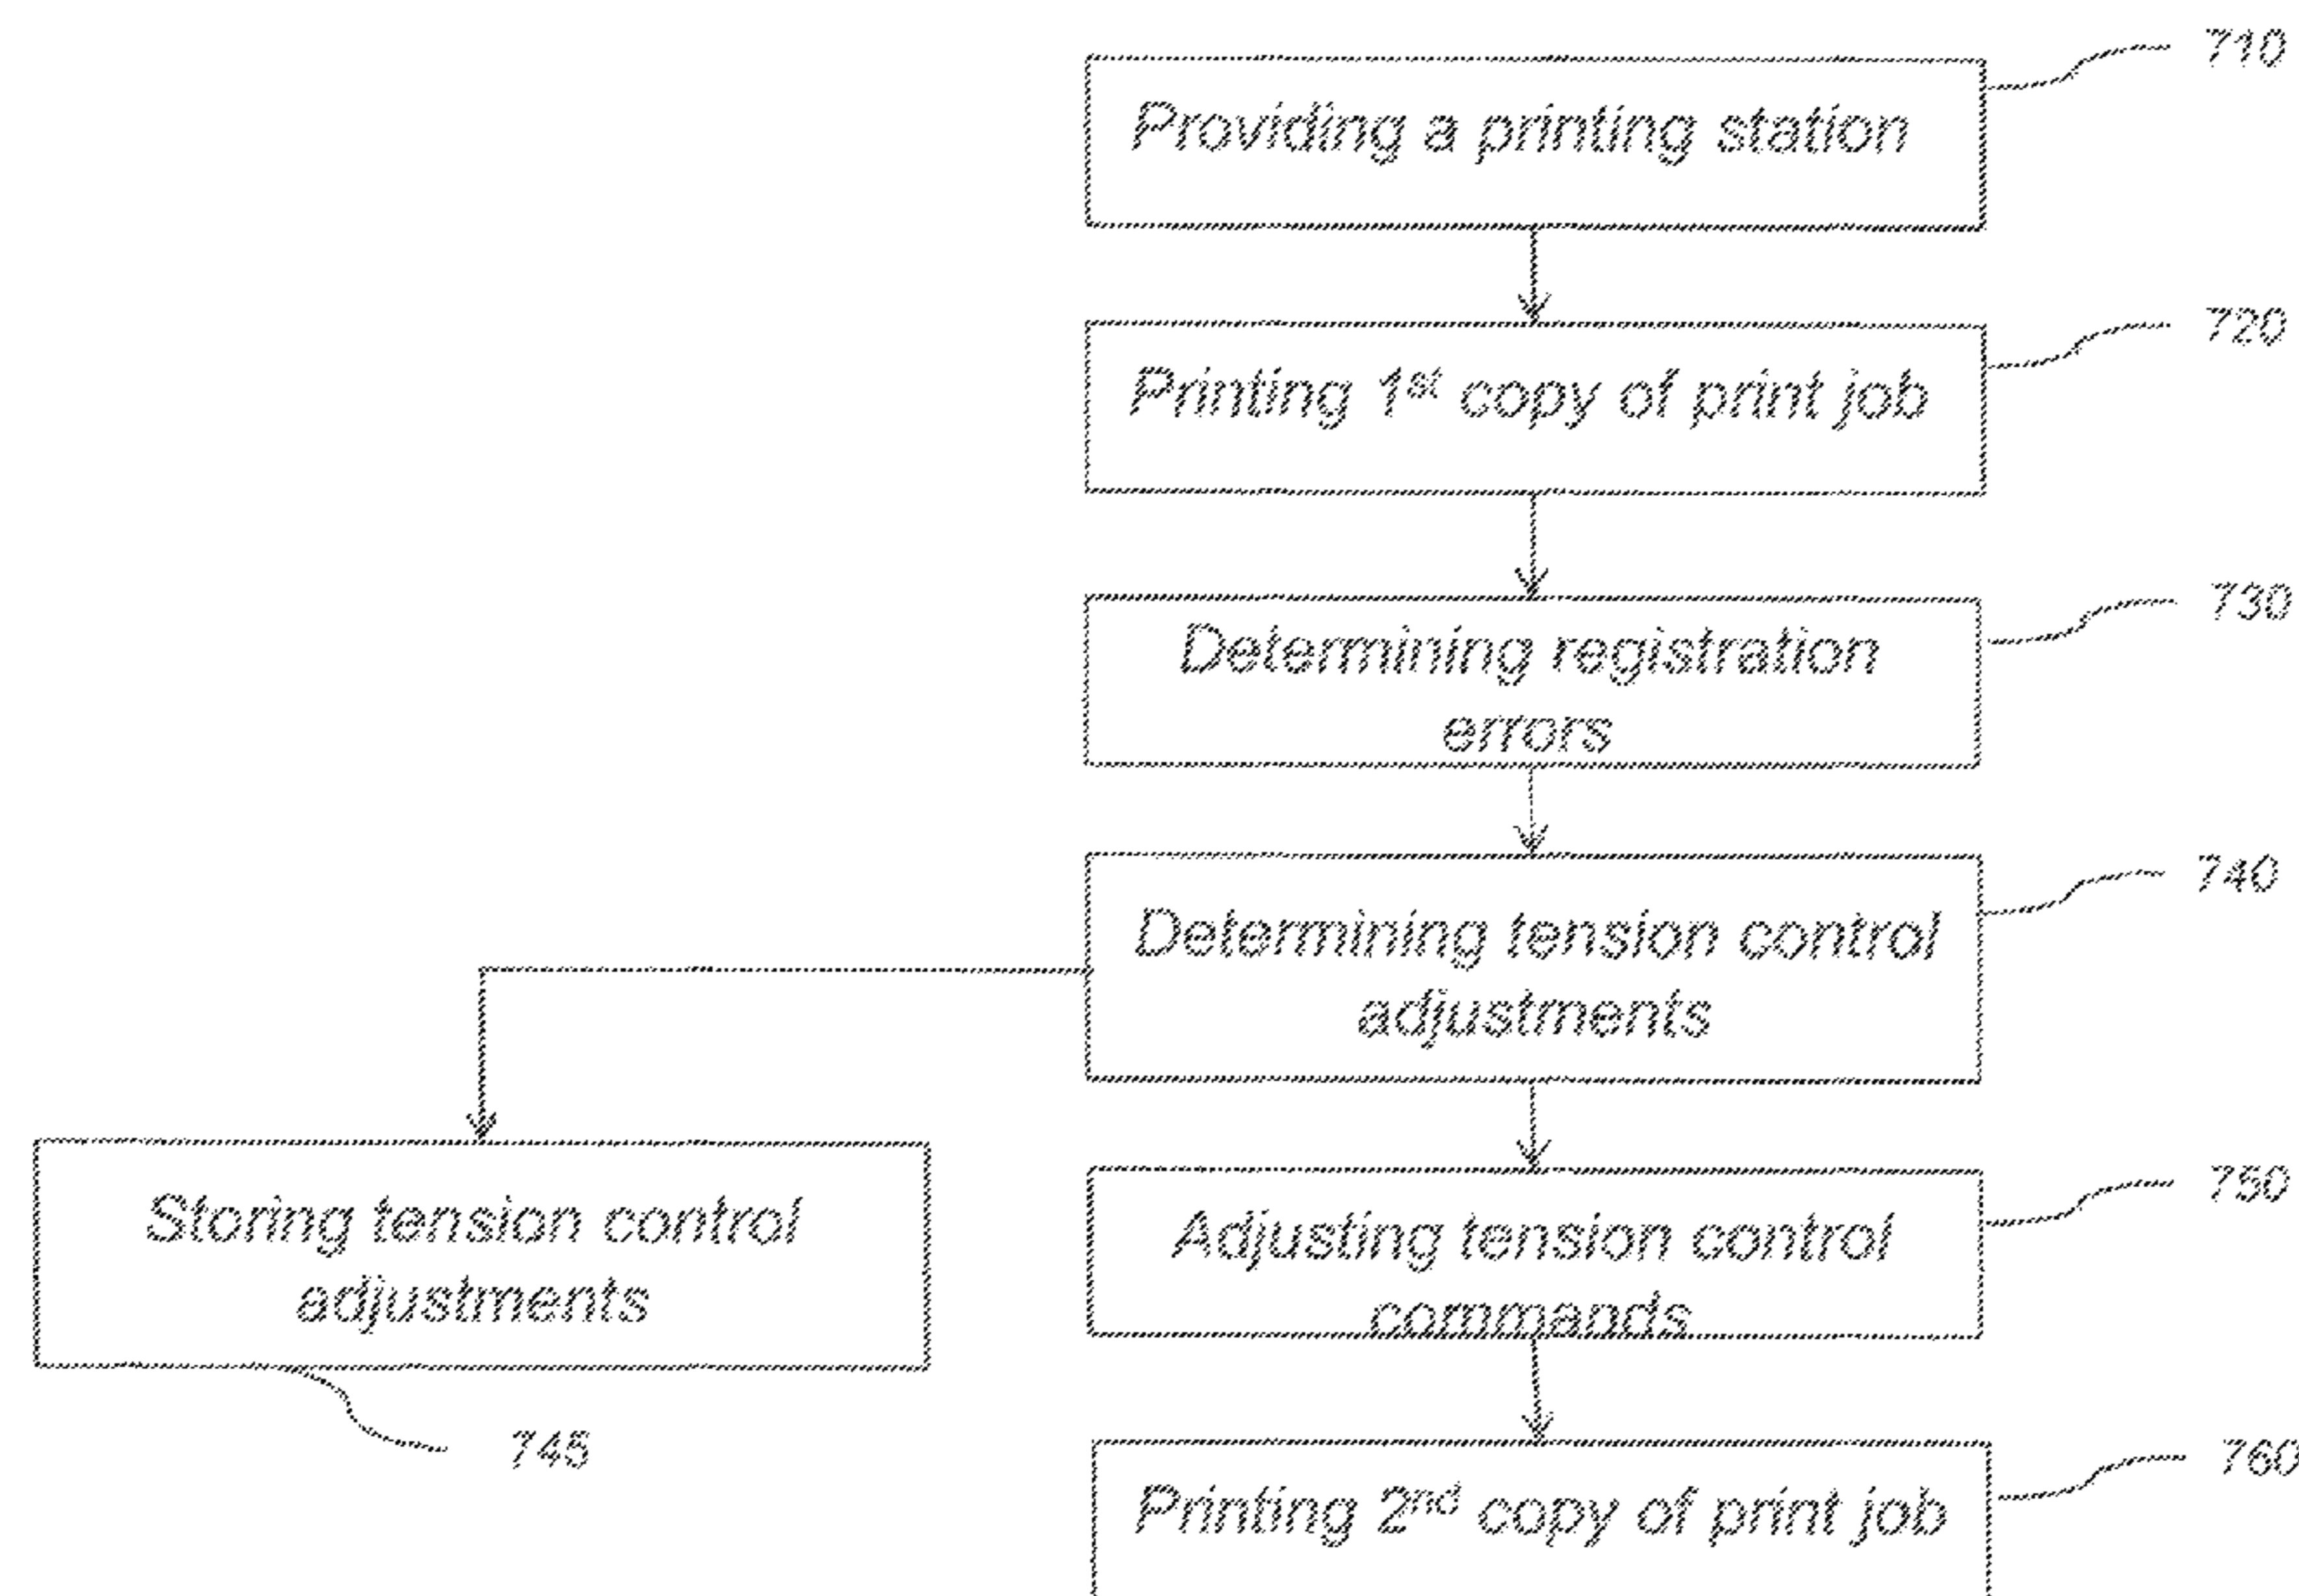 710
Providing a printing station
720
Printing 1st copy of print job
730
Determining registration
errors
740
Determining tension control
adjustments
745
Storing tension control
adjustments
750
Adjusting tension control
commands
760
Printing 2nd copy of print job